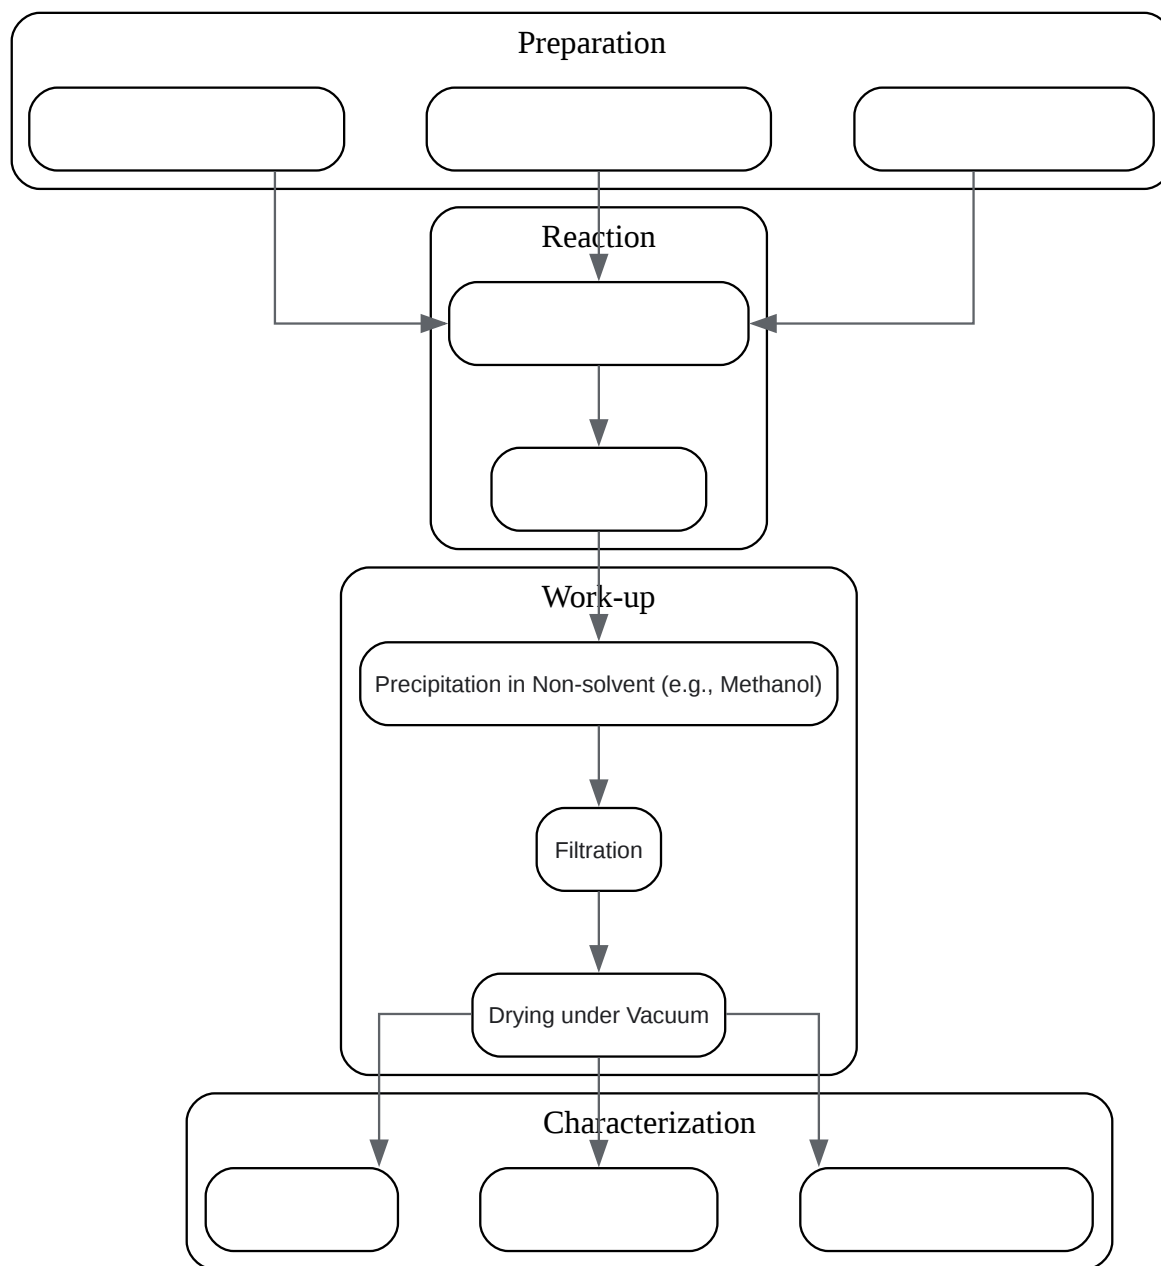 Preparation
Reaction
Work-up
Precipitation in Non-solvent (e.g., Methanol)
Filtration
Drying under Vacuum
Characterization